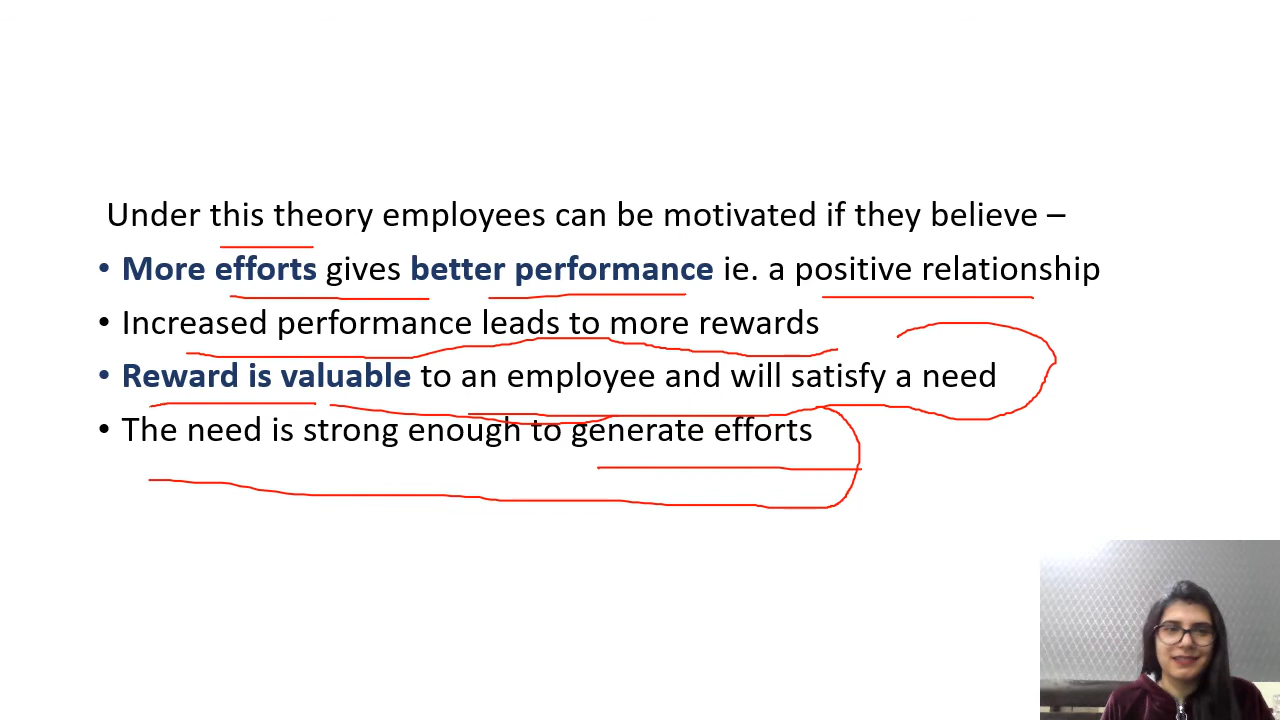 Under this theory employees can be motivated if they believe –
• More efforts gives better performance ie. a positive relationship
• Increased performance leads to more rewards
• Reward is valuable to an employee and will satisfy a need
• The need is strong enough to generate efforts